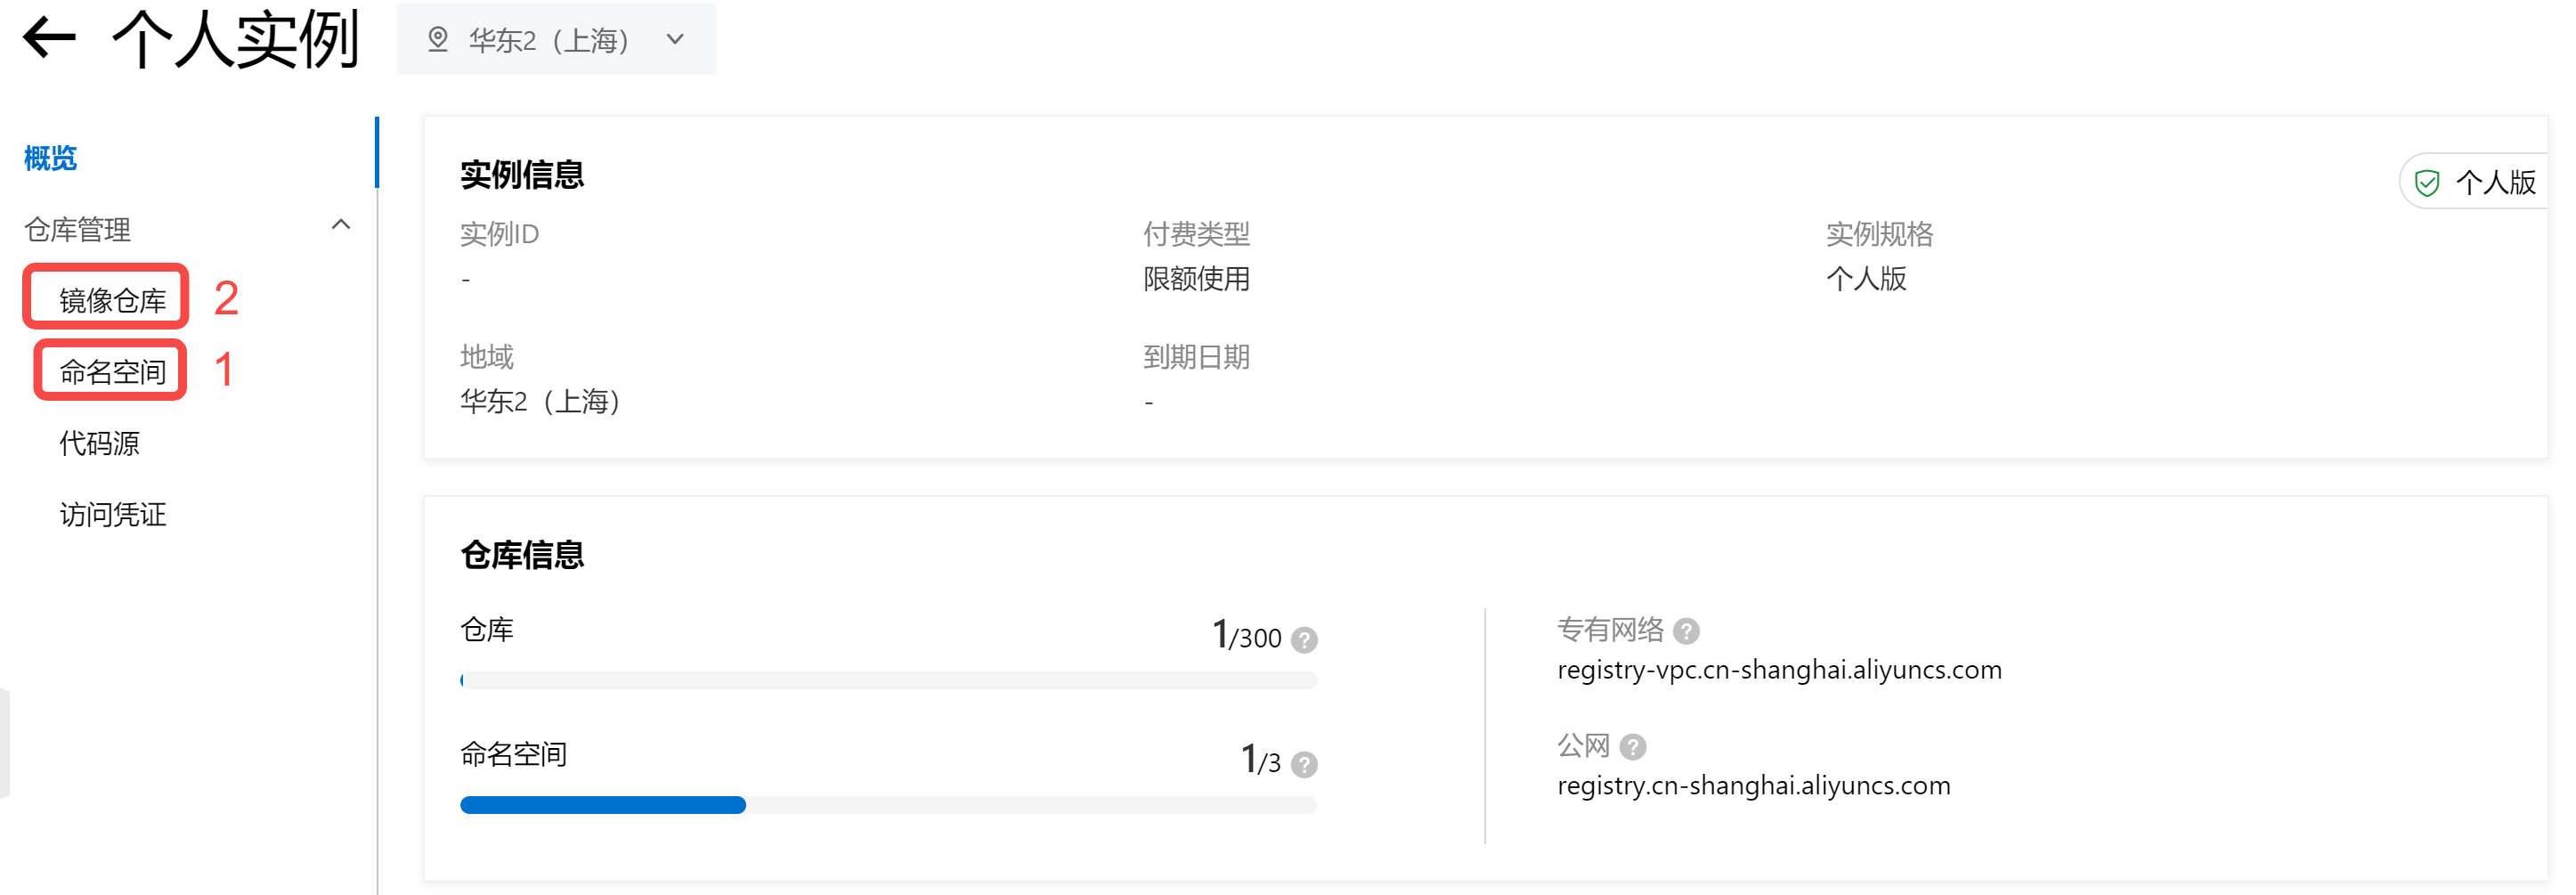 个人实例
华东2（上海）
概览
仓库管理
镜像仓库 2
命名空间 1
代码源
访问凭证
实例信息
个人版
实例ID
-
付费类型
限额使用
实例规格
个人版
地域
华东2（上海）
到期日期
-
仓库信息
仓库
1/300 ?
命名空间
1/3 ?
专有网络 ?
registry-vpc.cn-shanghai.aliyuncs.com
公网 ?
registry.cn-shanghai.aliyuncs.com